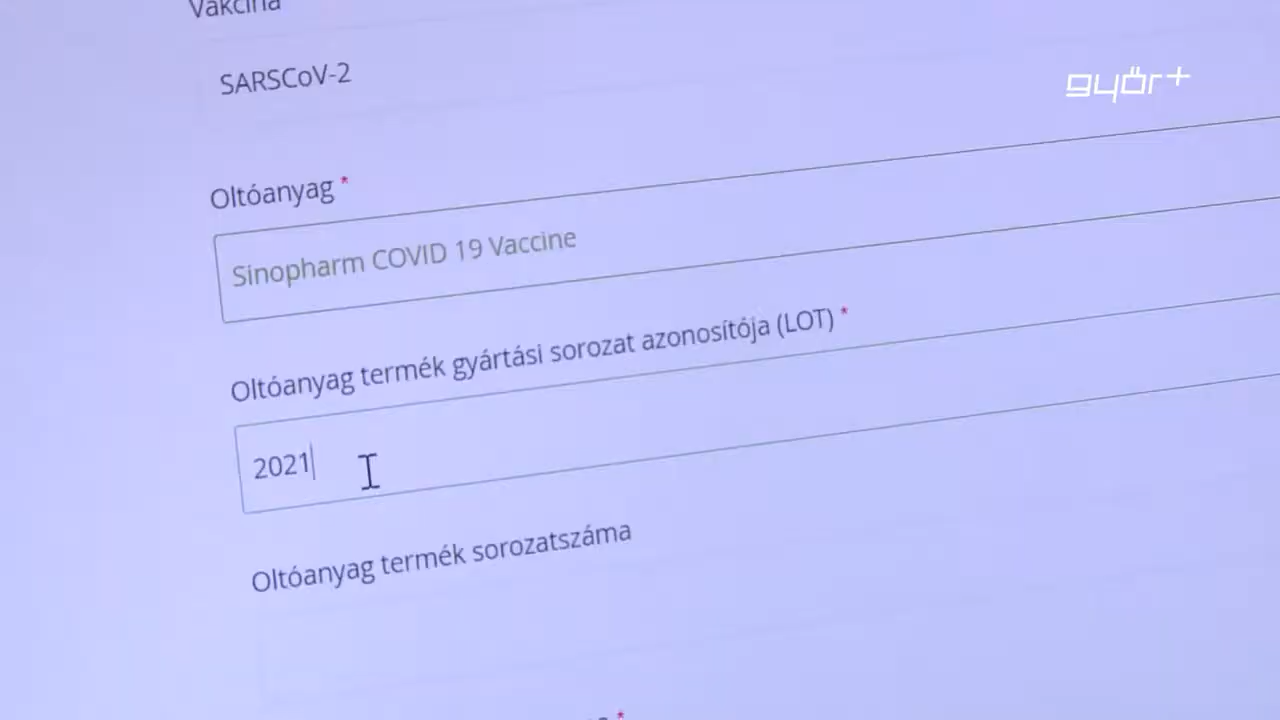 Vakcina
SARSCoV-2
győr+
Oltóanyag *
Sinopharm COVID 19 Vaccine
Oltóanyag termék gyártási sorozat azonosítója (LOT) *
2021
Oltóanyag termék sorozatszáma
*